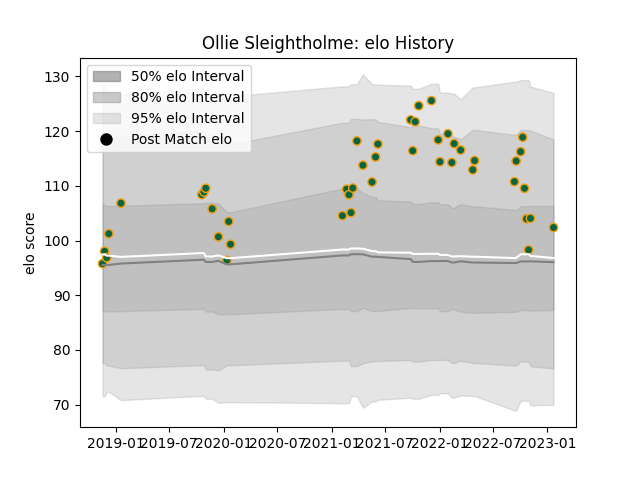 Ollie Sleightholme: elo History
50% elo Interval
80% elo Interval
95% elo Interval
Post Match elo
elo score
130
120
110
100
90
80
70
2019-01 2019-07 2020-01 2020-07 2021-01 2021-07 2022-01 2022-07 2023-01